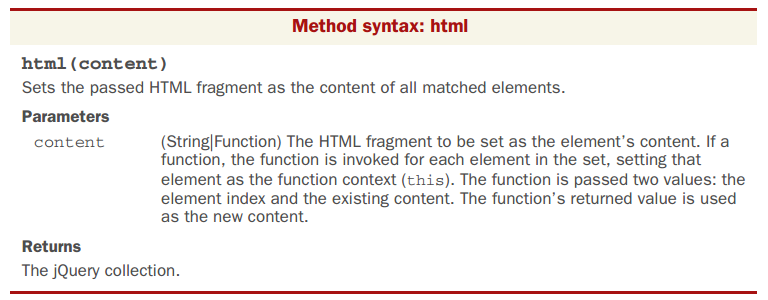 Method syntax: html
html(content)
Sets the passed HTML fragment as the content of all matched elements.
Parameters
content (String|Function) The HTML fragment to be set as the element's content. If a
function, the function is invoked for each element in the set, setting that
element as the function context (this). The function is passed two values: the
element index and the existing content. The function's returned value is used
as the new content.
Returns
The jQuery collection.